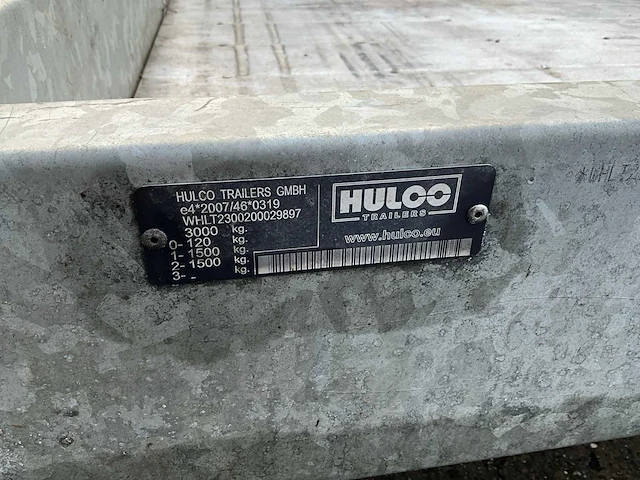 HULCO TRAILERS GMBH
e4*2007/46*0319
WHLT2300200029897
3000 kg.
0- 120 kg.
1- 1500 kg.
2- 1500 kg.
3- -
HULCO
TRAILERS
www.hulco.eu
*WHLT2